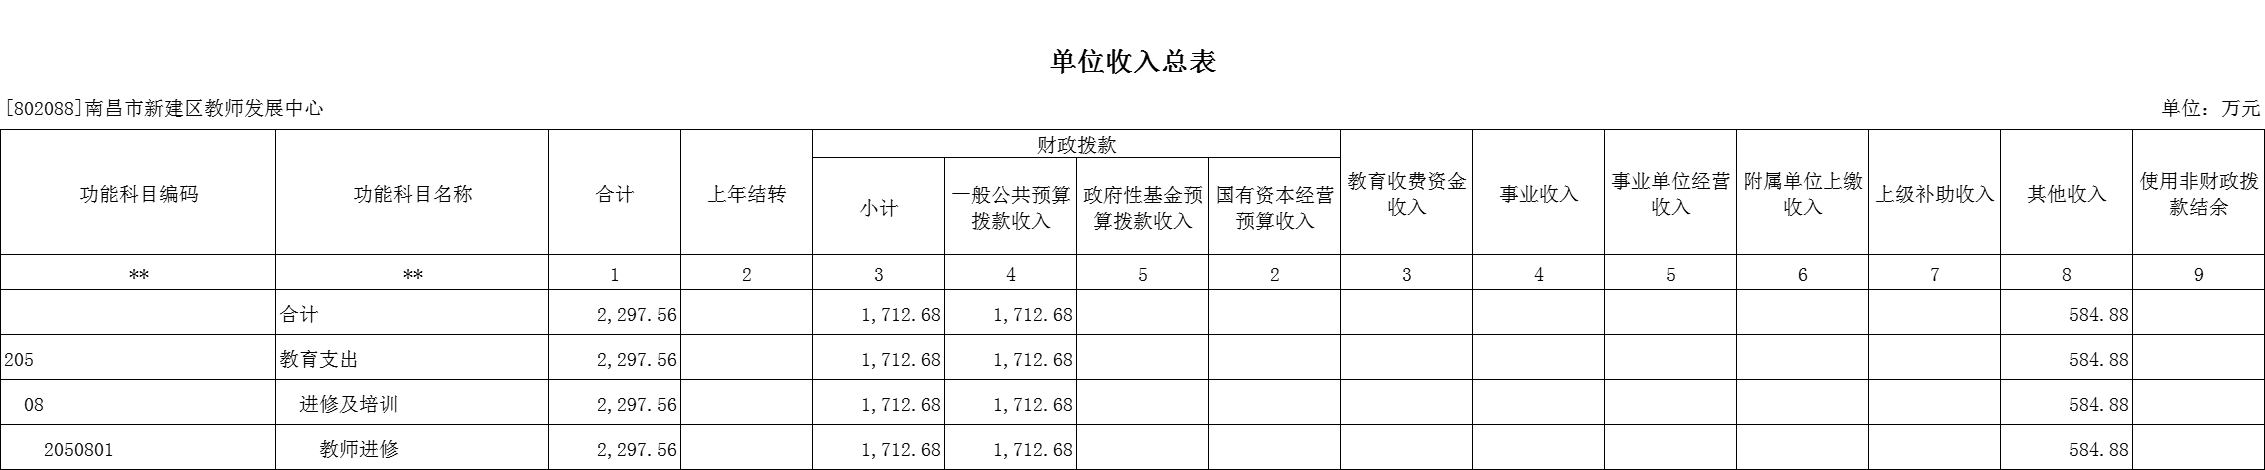 单位收入总表
[802088]南昌市新建区教师发展中心 单位：万元
功能科目编码 功能科目名称 合计 上年结转 财政拨款 教育收费资金收入 事业收入 事业单位经营收入 附属单位上缴收入 上级补助收入 其他收入 使用非财政拨款结余
小计 一般公共预算拨款收入 政府性基金预算拨款收入 国有资本经营预算收入
** ** 1 2 3 4 5 2 3 4 5 6 7 8 9
合计 2,297.56 1,712.68 1,712.68 584.88
205 教育支出 2,297.56 1,712.68 1,712.68 584.88
08 进修及培训 2,297.56 1,712.68 1,712.68 584.88
2050801 教师进修 2,297.56 1,712.68 1,712.68 584.88